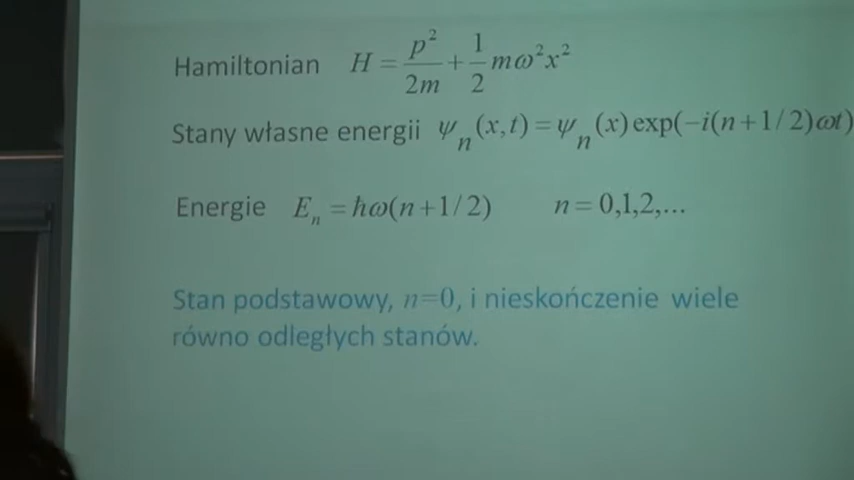 Hamiltonian H = p²/2m + 1/2 mω²x²
Stany własne energii ψₙ(x,t) = ψₙ(x) exp(−i(n+1/2)ωt)
Energie Eₙ = ħω(n+1/2) n = 0,1,2,...
Stan podstawowy, n=0, i nieskończenie wiele
równo odległych stanów.